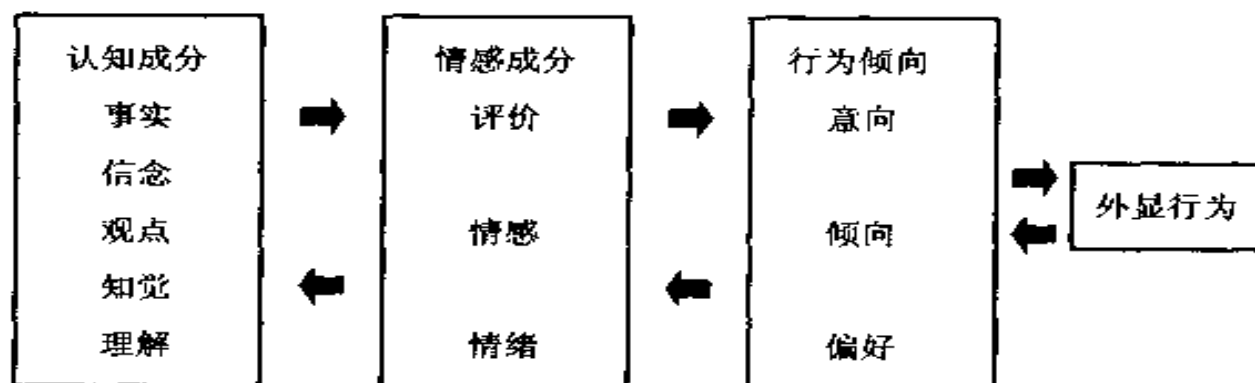 认知成分
事实
信念
观点
知觉
理解
情感成分
评价
情感
情绪
行为倾向
意向
倾向
偏好
外显行为